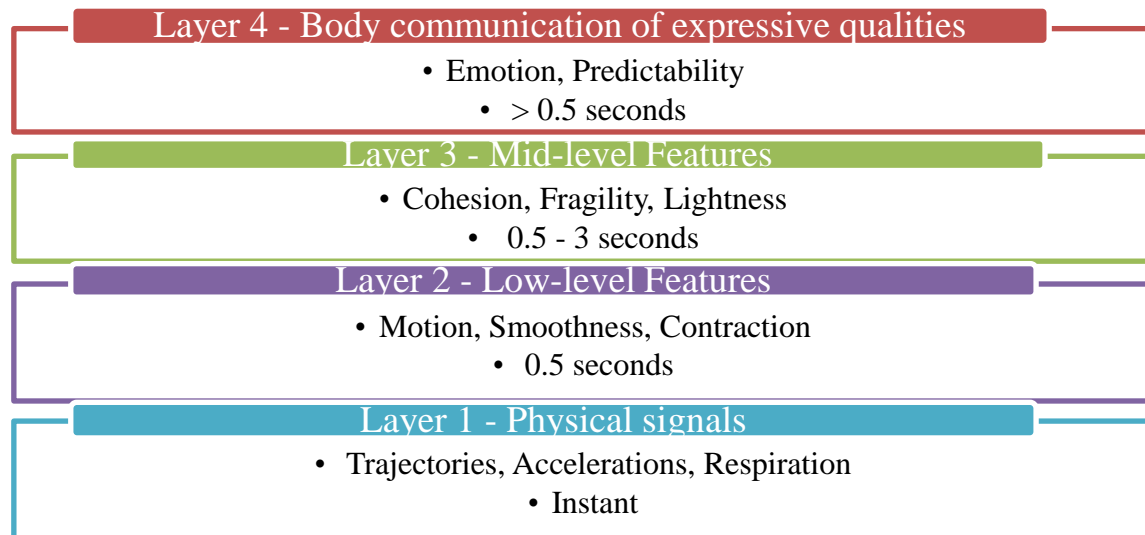 Layer 4 - Body communication of expressive qualities
• Emotion, Predictability
• > 0.5 seconds
Layer 3 - Mid-level Features
• Cohesion, Fragility, Lightness
• 0.5 - 3 seconds
Layer 2 - Low-level Features
• Motion, Smoothness, Contraction
• 0.5 seconds
Layer 1 - Physical signals
• Trajectories, Accelerations, Respiration
• Instant